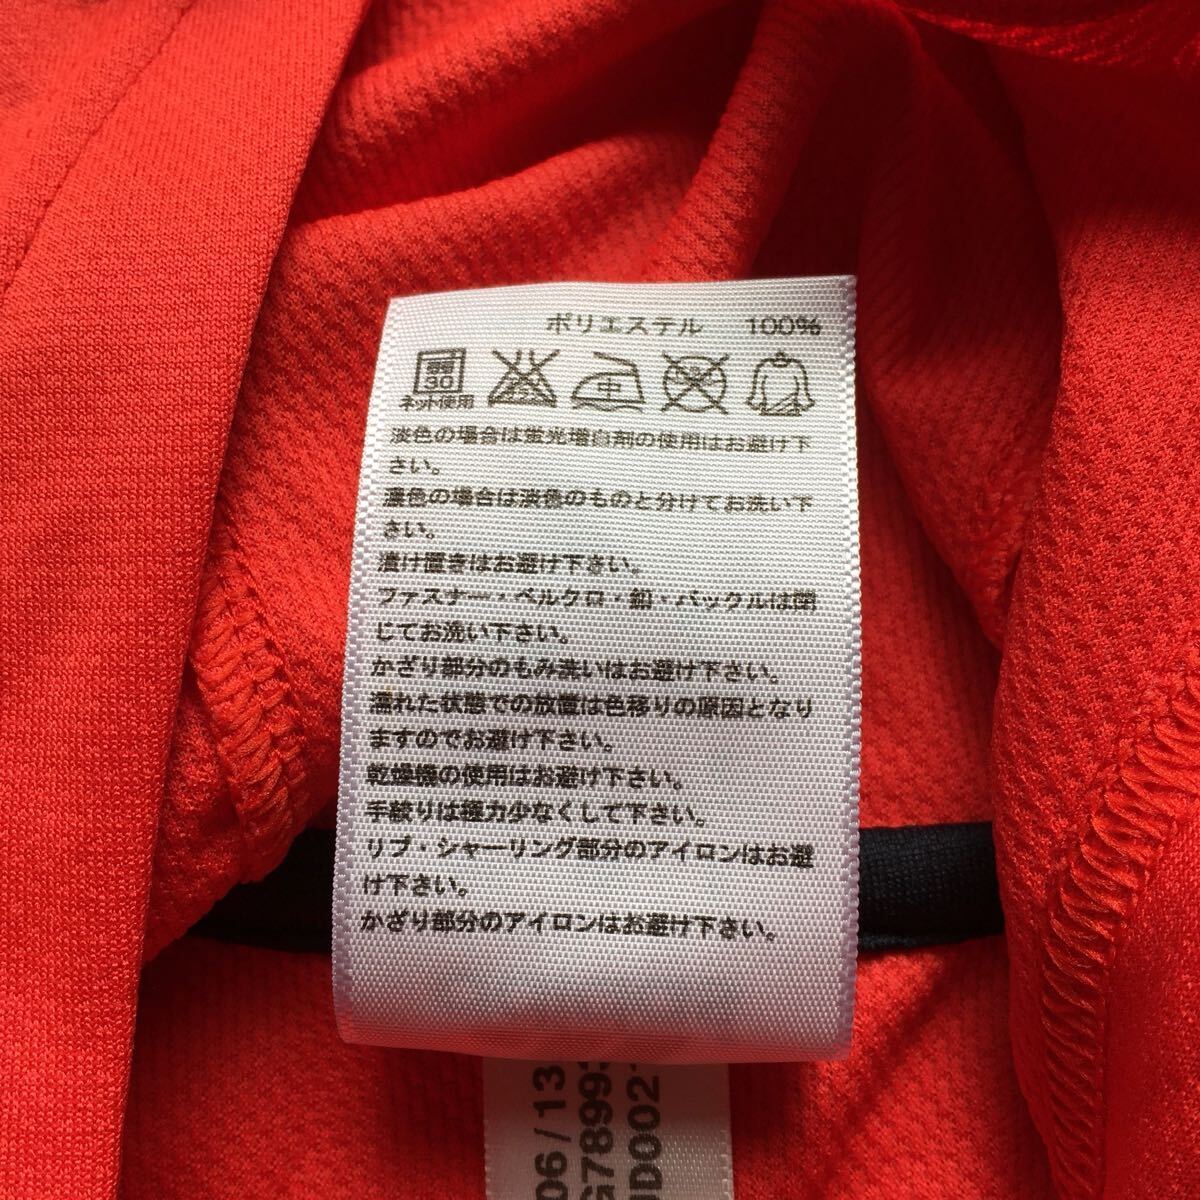 ポリエステル 100%
30
ネット使用
淡色の場合は蛍光増白剤の使用はお避け下
さい。
濃色の場合は淡色のものと分けてお洗い下
さい。
漬け置きはお避け下さい。
ファスナー・ベルクロ・釦・バックルは閉
じてお洗い下さい。
かざり部分のもみ洗いはお避け下さい。
濡れた状態での放置は色移りの原因となり
ますのでお避け下さい。
乾燥機の使用はお避け下さい。
手絞りは極力少なくして下さい。
リブ・シャーリング部分のアイロンはお避
け下さい。
かざり部分のアイロンはお避け下さい。
06/13
G78993